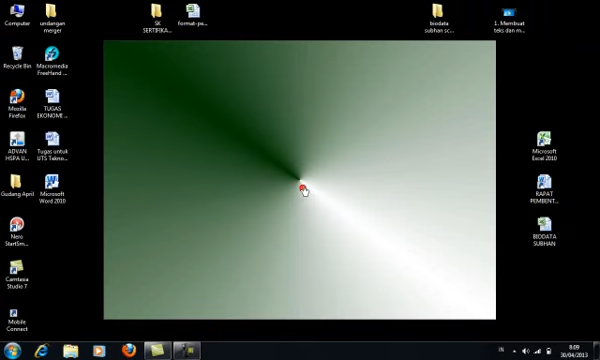 Computer
undangan
merger
SK
SERTIFIKA...
format-pe...
biodata
subhan sc...
1. Membuat
teks dan m...
Recycle Bin
Macromedia
FreeHand ...
Mozilla
Firefox
TUGAS
EKONOMI ...
ADVAN
HSPA U...
Tugas untuk
UTS Tekno...
Microsoft
Excel 2010
Gudang April
Microsoft
Word 2010
RAPAT
PEMBENT...
Nero
StartSm...
BIODATA
SUBHAN
Camtasia
Studio 7
Mobile
Connect
IN
8:09
30/04/2013